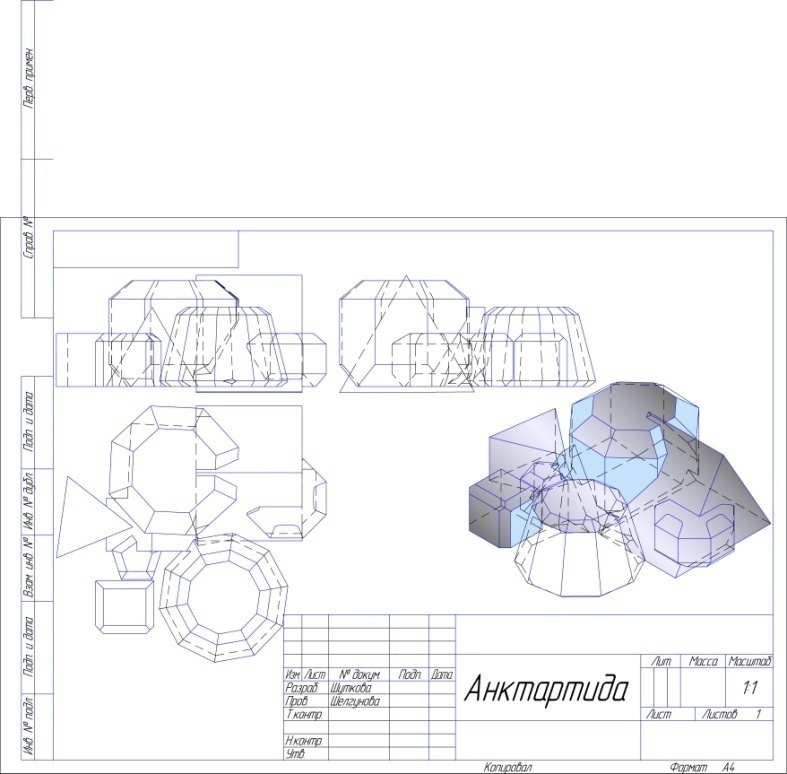 Перв. примен.
Справ. №
Подп. и дата
Инв. № дубл.
Взам. инв. №
Подп. и дата
Инв. № подл.
Изм. Лист № докум. Подп. Дата
Разраб. Шуткова
Пров. Шелгунова
Т.контр.
Н.контр.
Утв.
Анктартида
Лит. Масса Масштаб
1:1
Лист Листов 1
Копировал Формат А4